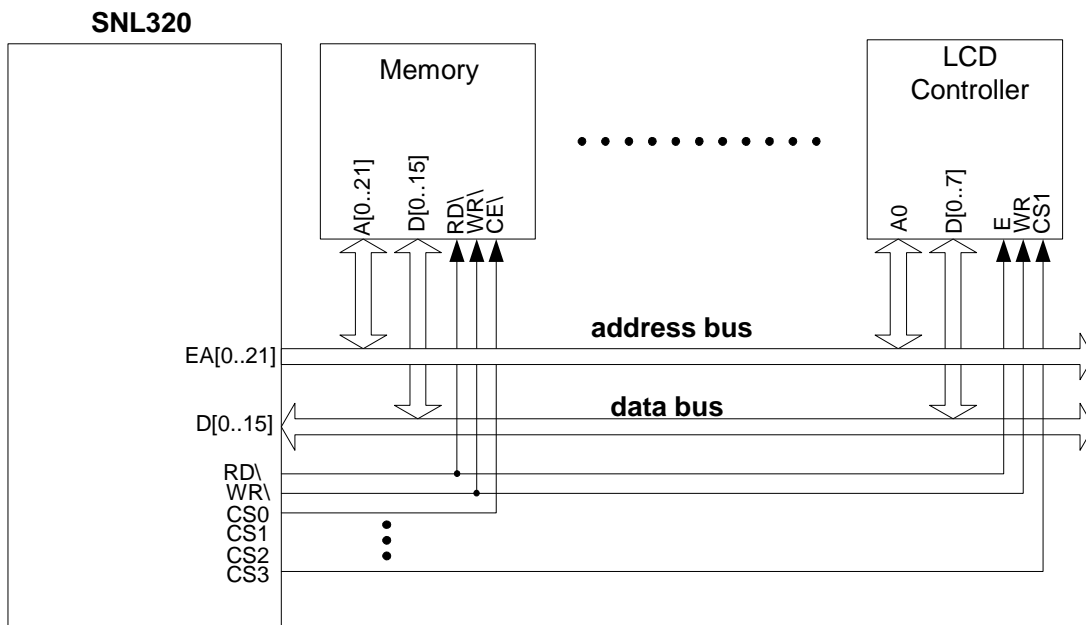 SNL320
Memory
A[0..21]
D[0..15]
RD\
WR\
CE\
LCD
Controller
A0
D[0..7]
E
WR
CS1
address bus
EA[0..21]
data bus
D[0..15]
RD\
WR\
CS0
CS1
CS2
CS3